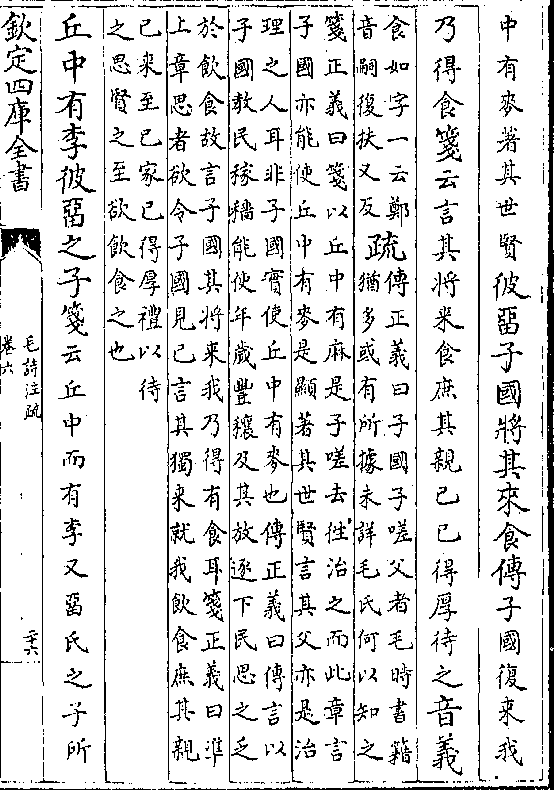 中有麥著其世賢彼留子國將其來食傳子國復來我
乃得食箋云言其將來食庶其親已已得厚待之音義
食如字一云鄭
音嗣復扶又反
疏
傳正義曰子國子嗟父者毛時書籍
猶多或有所據未詳毛氏何以知之
箋正義曰箋以丘中有麻是子嗟去徃治之而此章言
子國亦能使丘中有麥是顯著其世賢言其父亦是治
理之人耳非子國實使丘中有麥也傳正義曰傳言以
子國教民稼穡能使年歲豐穰及其放逐下民思之乏
於飲食故言子國其將來我乃得有食耳箋正義曰準
上章思者欲令子國見已言其獨来就我飲食庶其親
已来至已家已得厚禮以待
之思賢之至欲飲食之也
丘中有李彼留之子箋云丘中而有李又留氏之子所
欽定四庫全書
毛詩注疏
卷六
二十六